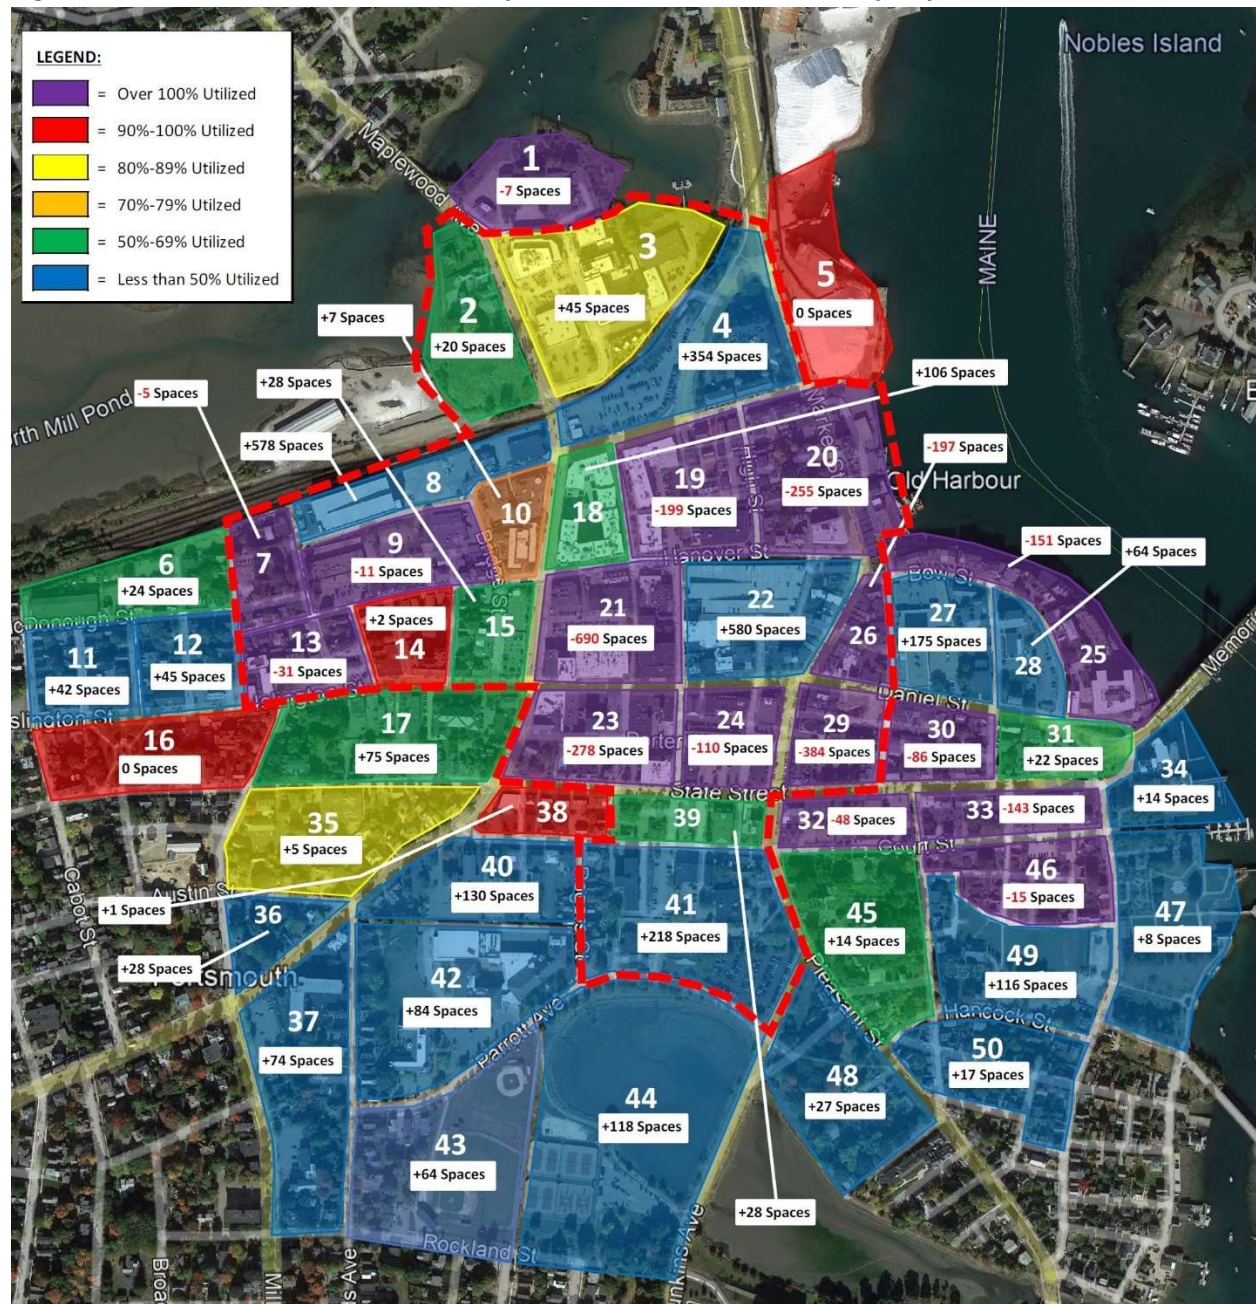 Nobles Island
LEGEND:
= Over 100% Utilized
= 90%-100% Utilized
= 80%-89% Utilized
= 70%-79% Utilzed
= 50%-69% Utilized
= Less than 50% Utilized
Maplewood
1
-7 Spaces
MAINE
3
5
2
+45 Spaces
4
0 Spaces
+7 Spaces
+20 Spaces
+354 Spaces
+28 Spaces
+106 Spaces
-5 Spaces
rth Mill Pond
+578 Spaces
-197 Spaces
8
19
20
Old Harbour
10
18
-199 Spaces
-255 Spaces
High St
7
9
-11 Spaces
Hanover St
-151 Spaces
+64 Spaces
6
+24 Spaces
Bow St
cDonough St
+2 Spaces
21
22
27
-690 Spaces
+580 Spaces
+175 Spaces
13
14
15
26
28
25
-31 Spaces
11
12
+42 Spaces
+45 Spaces
Daniel St
Memori
slington St
16
17
23
24
29
30
31
0 Spaces
+75 Spaces
-278 Spaces
-110 Spaces
-384 Spaces
-86 Spaces
+22 Spaces
34
State Street
+14 Spaces
35
38
39
32
-48 Spaces
33
-143 Spaces
+5 Spaces
Court St
40
46
Austin St
+130 Spaces
-15 Spaces
Cabot St
+1 Spaces
36
41
45
47
+218 Spaces
+14 Spaces
+8 Spaces
+28 Spaces
42
49
+84 Spaces
+116 Spaces
Pleasant St
Hancock St
37
Parrott Ave
50
+74 Spaces
+17 Spaces
48
+27 Spaces
44
+118 Spaces
43
+64 Spaces
+28 Spaces
Rockland St